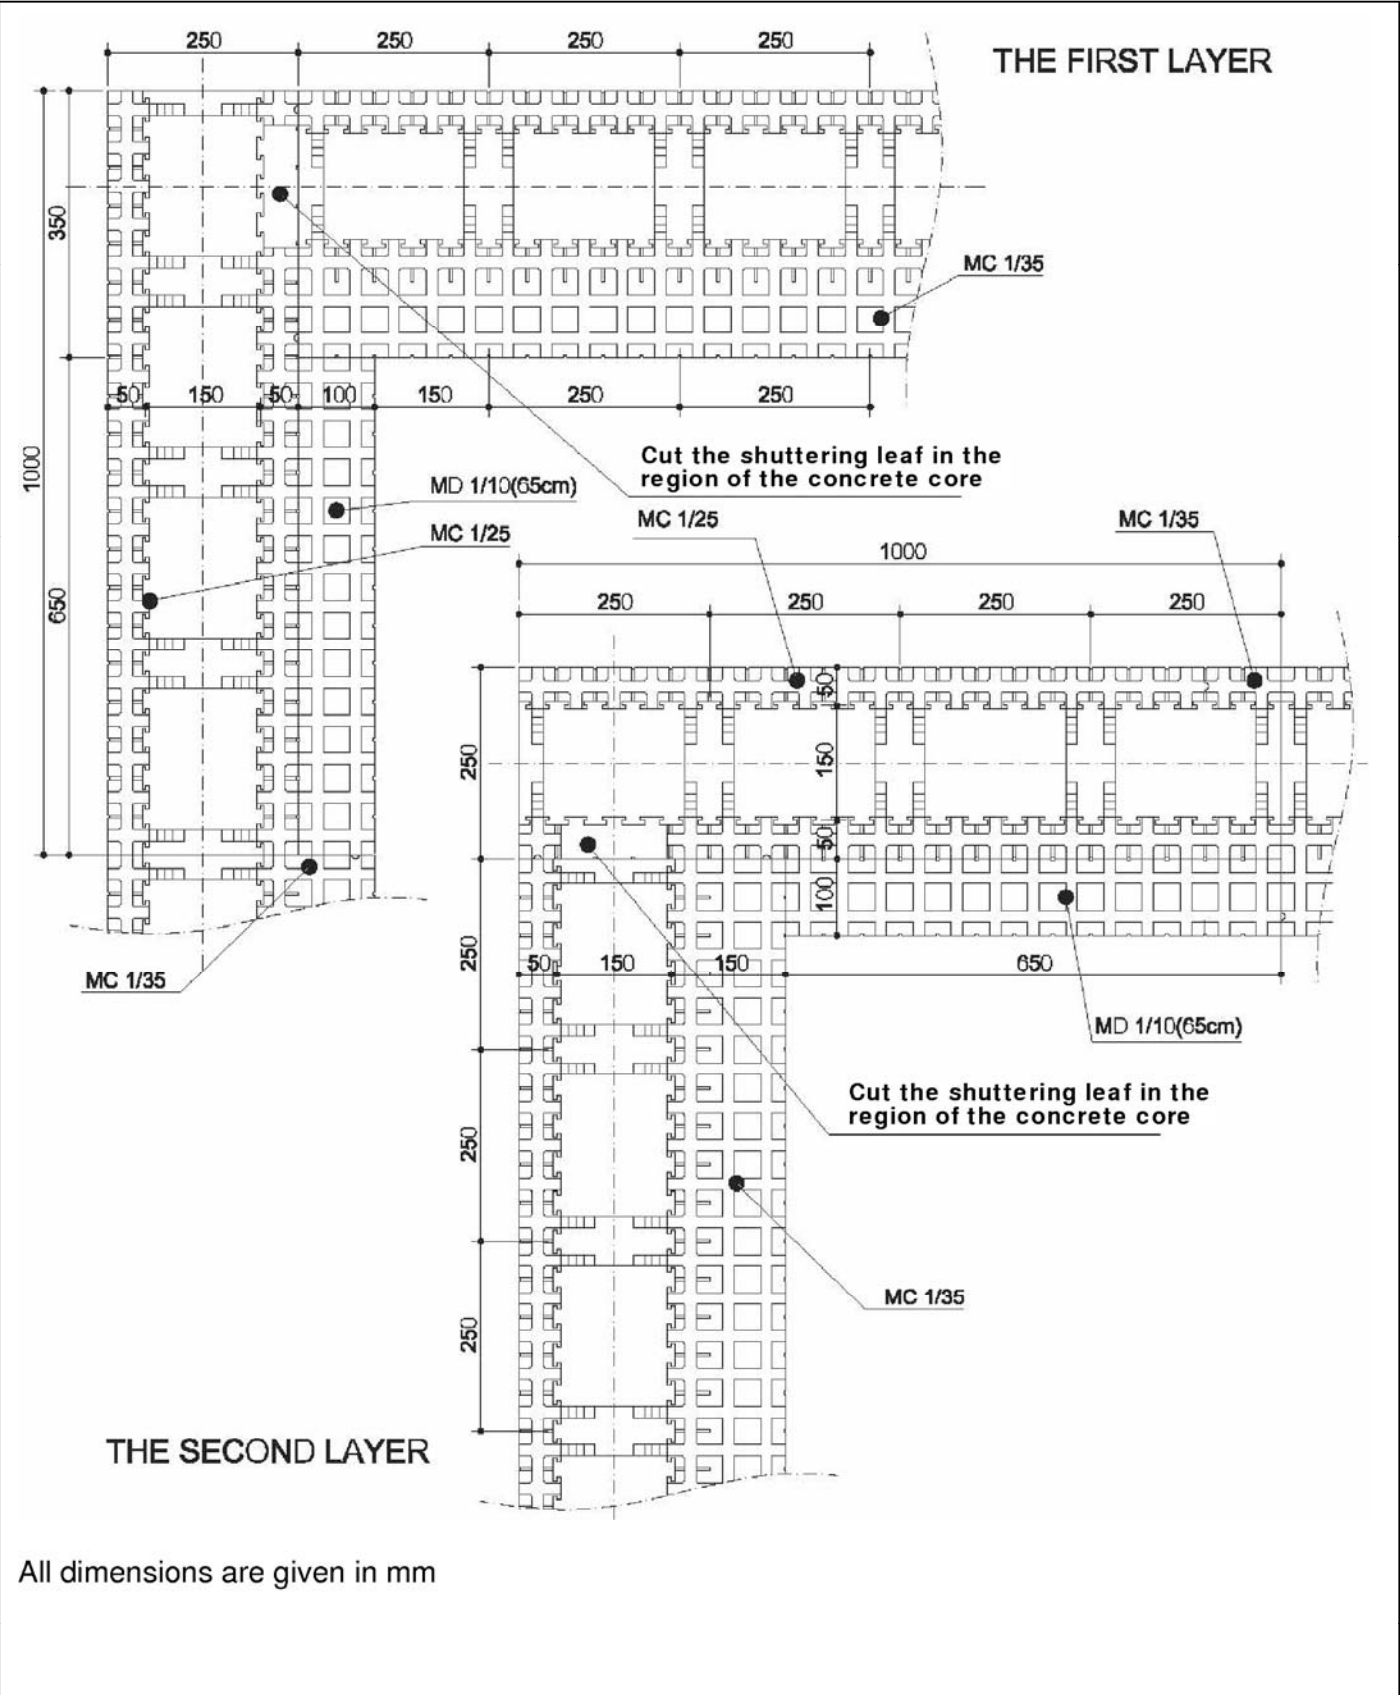 250 250 250 250
THE FIRST LAYER
350
MC 1/35
50 150 50 100 150 250 250
1000
Cut the shuttering leaf in the
region of the concrete core
MD 1/10(65cm)
MC 1/25
650
MC 1/35
MC 1/25
MC 1/35
1000
250 250 250 250
50
150
50
100
250
250
250
250
50 150 150 650
MD 1/10(65cm)
Cut the shuttering leaf in the
region of the concrete core
MC 1/35
THE SECOND LAYER
All dimensions are given in mm